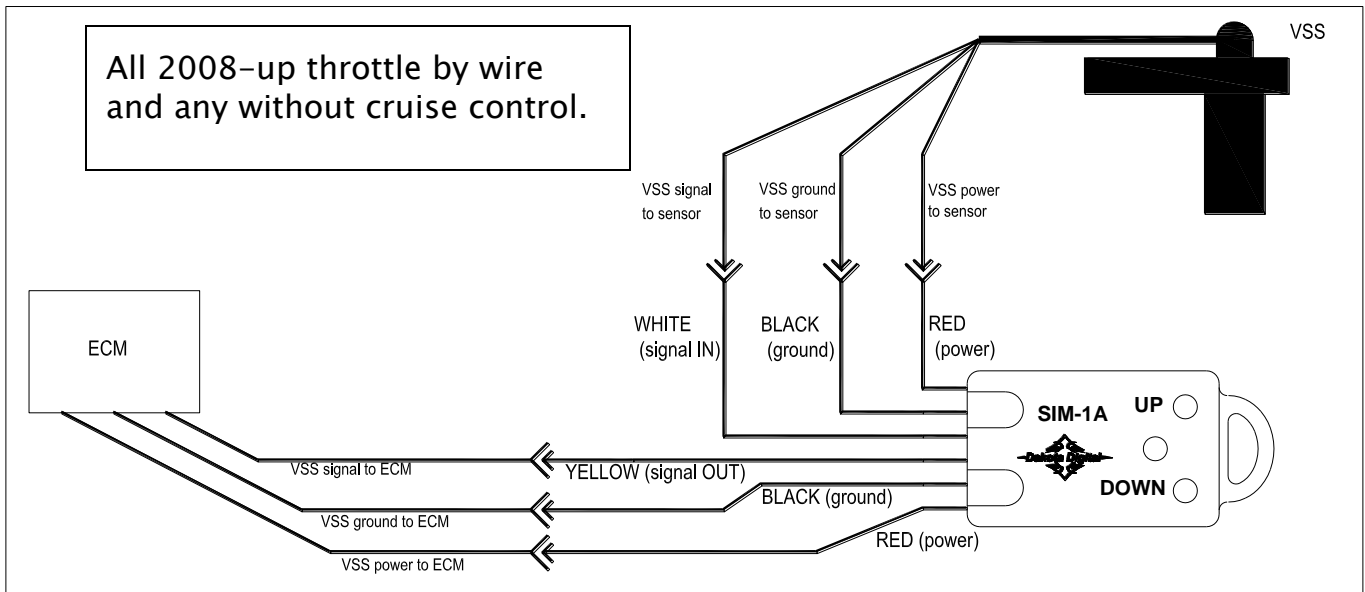 All 2008-up throttle by wire
and any without cruise control.
VSS
VSS signal
to sensor
VSS ground
to sensor
VSS power
to sensor
WHITE
(signal IN)
BLACK
(ground)
RED
(power)
ECM
SIM-1A
UP
Dakota Digital
DOWN
VSS signal to ECM
YELLOW (signal OUT)
VSS ground to ECM
BLACK (ground)
VSS power to ECM
RED (power)